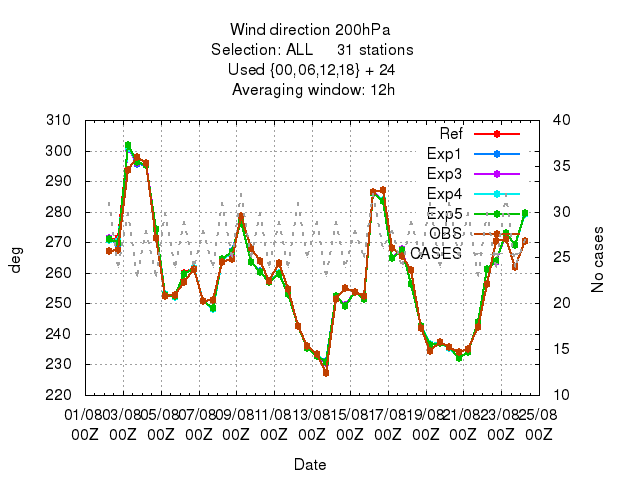 Wind direction 200hPa
Selection: ALL 31 stations
Used {00,06,12,18} + 24
Averaging window: 12h
310
300
290
280
270
260
250
240
230
220
deg
40
35
30
25
20
15
10
No cases
Ref
Exp1
Exp3
Exp4
Exp5
OBS
CASES
01/08 03/08 05/08 07/08 09/08 11/08 13/08 15/08 17/08 19/08 21/08 23/08 25/08
00Z 00Z 00Z 00Z 00Z 00Z 00Z 00Z 00Z 00Z 00Z 00Z 00Z
Date